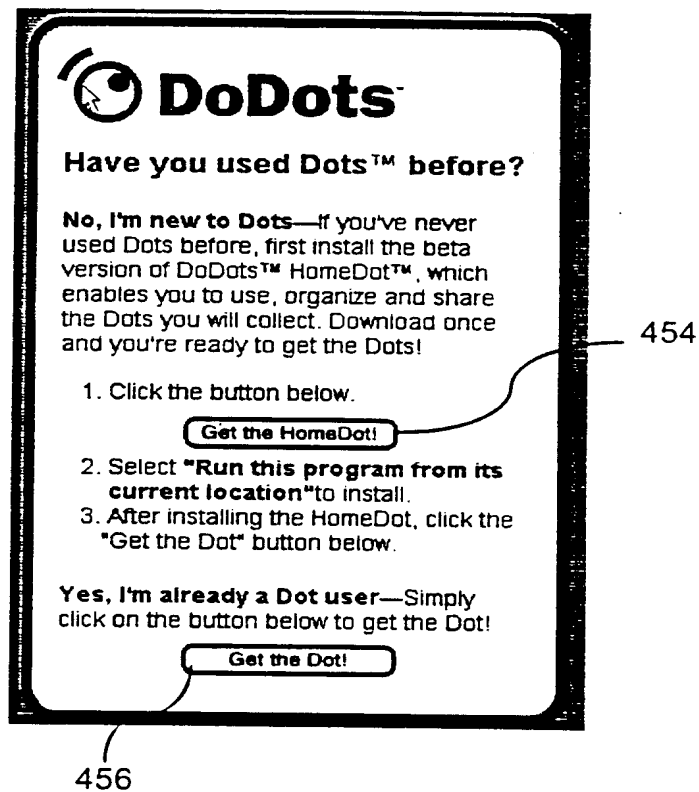 DoDots
Have you used Dots™ before?
No, I'm new to Dots—If you've never
used Dots before, first install the beta
version of DoDots™ HomeDot™, which
enables you to use, organize and share
the Dots you will collect. Download once
and you're ready to get the Dots!
1. Click the button below.
Get the HomeDot!
454
2. Select "Run this program from its
current location"to install.
3. After installing the HomeDot, click the
"Get the Dot" button below.
Yes, I'm already a Dot user—Simply
click on the button below to get the Dot!
Get the Dot!
456